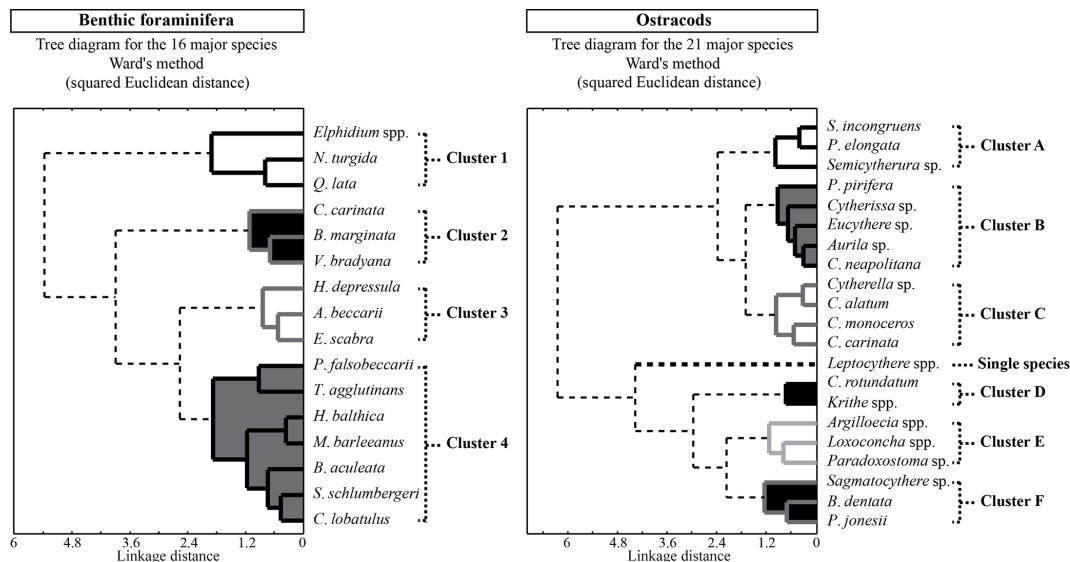 Benthic foraminifera
Tree diagram for the 16 major species
Ward's method
(squared Euclidean distance)
Elphidium spp.
N. turgida
Q. lata
Cluster 1
C. carinata
B. marginata
V. bradyana
Cluster 2
H. depressula
A. beccarii
E. scabra
Cluster 3
P. falsobeccarii
T. agglutinans
H. balthica
M. barleeanus
B. aculeata
S. schlumbergeri
C. lobatulus
Cluster 4
6 4.8 3.6 2.4 1.2 0
Linkage distance
Ostracods
Tree diagram for the 21 major species
Ward's method
(squared Euclidean distance)
S. incongruens
P. elongata
Semicytherura sp.
Cluster A
P. pirifera
Cytherissa sp.
Eucythere sp.
Aurila sp.
C. neapolitana
Cluster B
Cytherella sp.
C. alatum
C. monoceros
C. carinata
Cluster C
Leptocythere spp.
Single species
C. rotundatum
Krithe spp.
Cluster D
Argilloecia spp.
Loxoconcha spp.
Paradoxostoma sp.
Cluster E
Sagmatocythere sp.
B. dentata
P. jonesii
Cluster F
6 4.8 3.6 2.4 1.2 0
Linkage distance